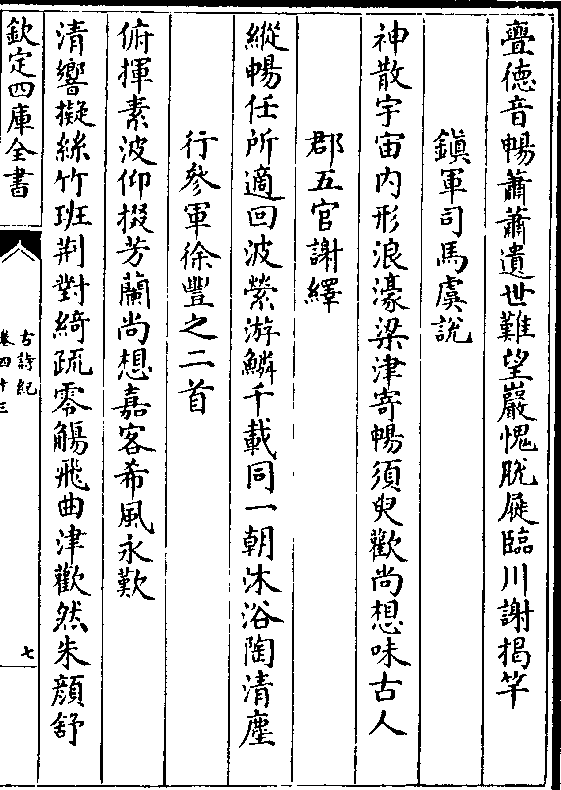 亹德音暢蕭蕭遺世難望巖愧脫屣臨川謝揭竿
鎮軍司馬虞說
神散宇宙內形浪濠梁津寄暢須臾歡尚想味古人
郡五官謝繹
縱暢任所適回波縈游鱗千載同一朝沐浴陶清塵
行參軍徐豐之二首
俯揮素波仰掇芳蘭尚想嘉客希風永歎
清響擬絲竹班荆對綺疏零觴飛曲津歡然朱顏舒
欽定四庫全書
古詩紀
卷四十三
七